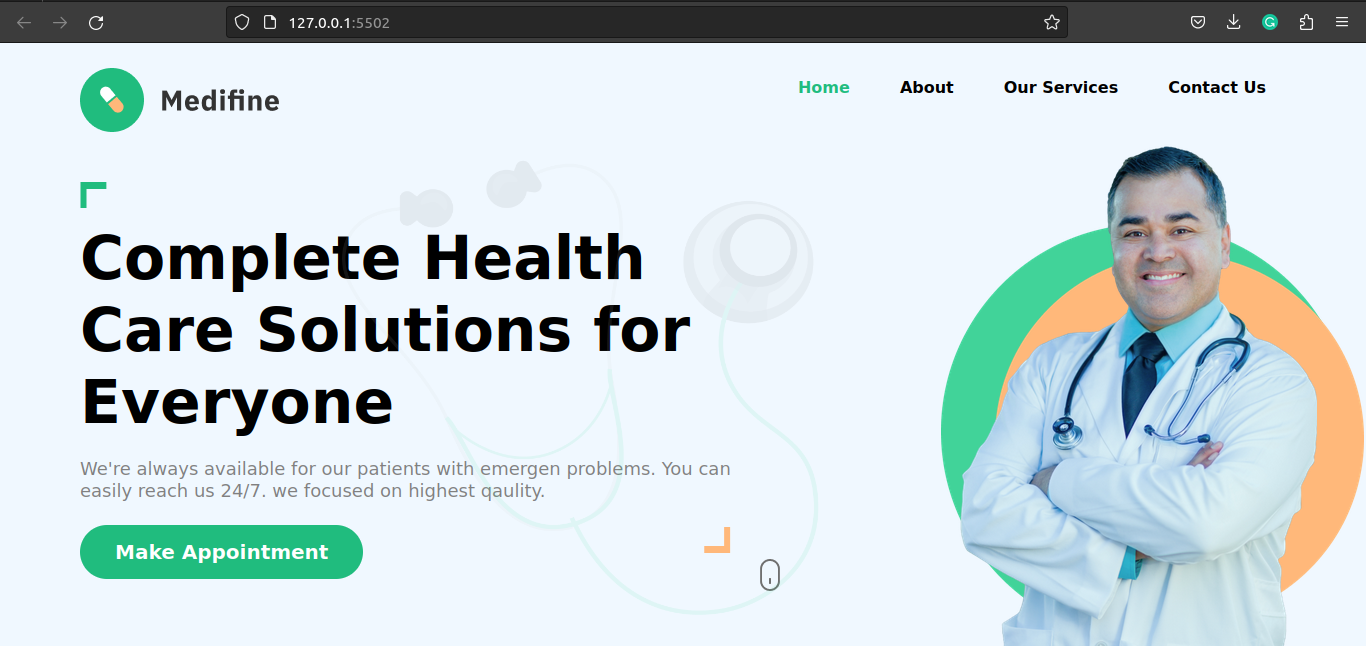 127.0.0.1:5502
Medifine
Home About Our Services Contact Us
Complete Health
Care Solutions for
Everyone
We're always available for our patients with emergen problems. You can
easily reach us 24/7. we focused on highest qaulity.
Make Appointment